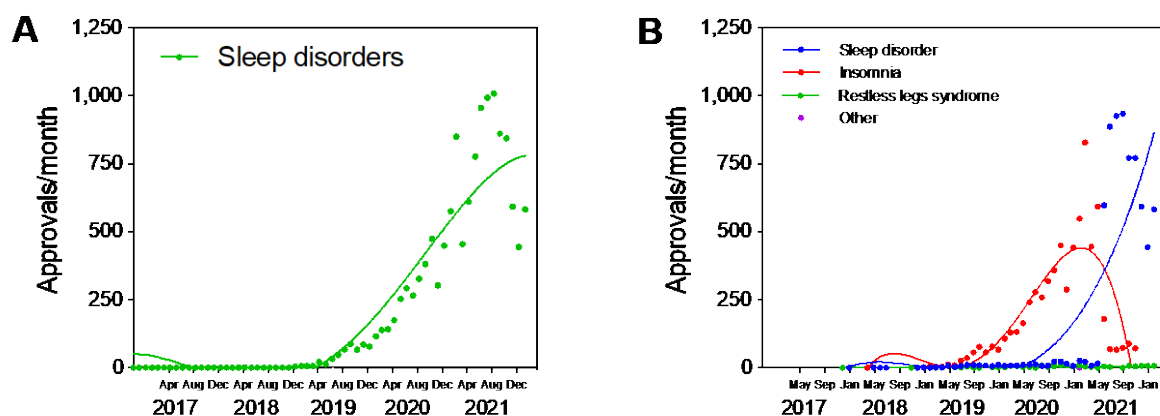 A
1,250
1,000
750
500
250
0
Approvals/month
Sleep disorders
Apr Aug Dec Apr Aug Dec Apr Aug Dec Apr Aug Dec Apr Aug Dec
2017 2018 2019 2020 2021
B
1,250
1,000
750
500
250
0
Approvals/month
Sleep disorder
Insomnia
Restless legs syndrome
Other
May Sep Jan May Sep Jan May Sep Jan May Sep Jan May Sep Jan
2017 2018 2019 2020 2021